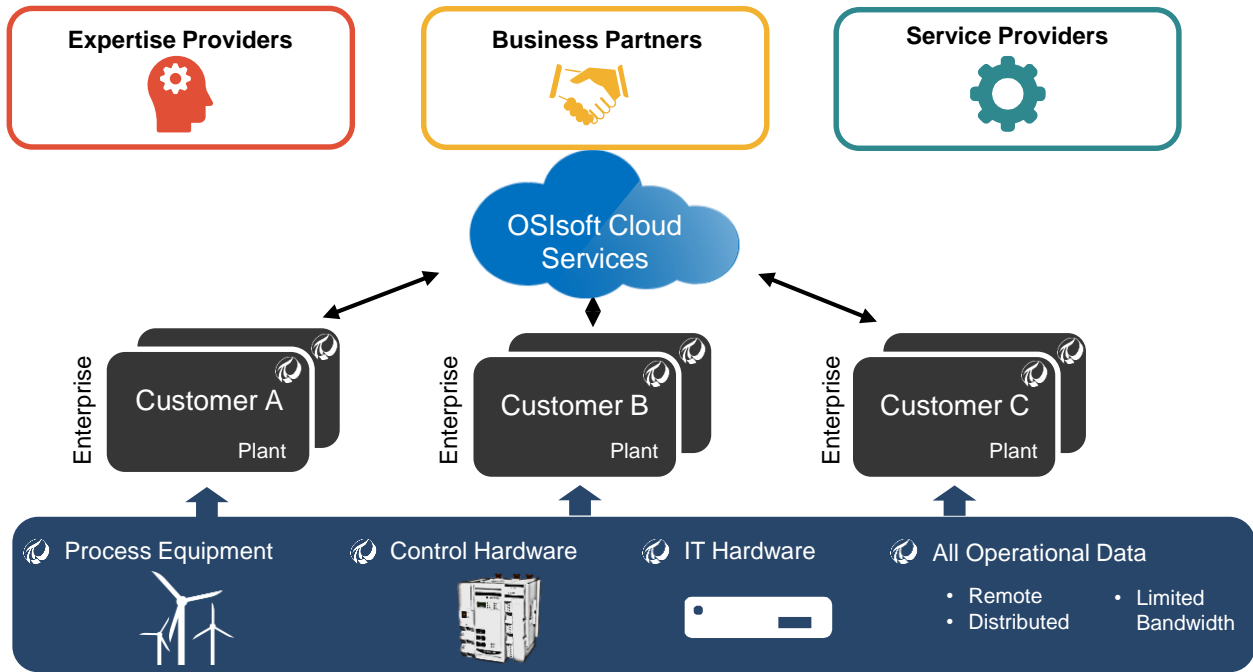 Expertise Providers
Business Partners
Service Providers
OSIsoft Cloud
Services
Enterprise
Customer A
Plant
Enterprise
Customer B
Plant
Enterprise
Customer C
Plant
Process Equipment
Control Hardware
IT Hardware
All Operational Data
• Remote
• Distributed
• Limited
Bandwidth